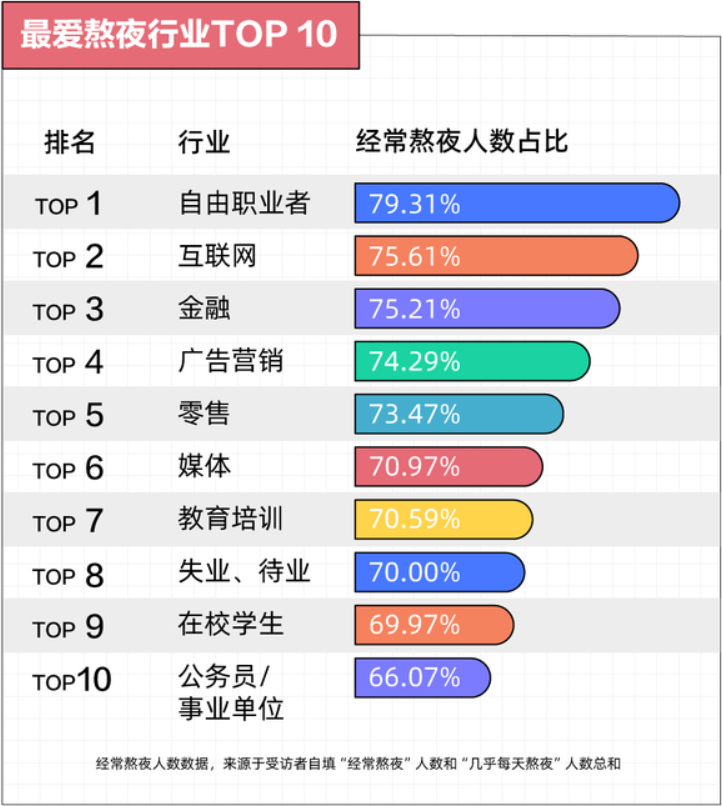 最爱熬夜行业TOP 10
排名 行业 经常熬夜人数占比
TOP 1 自由职业者 79.31%
TOP 2 互联网 75.61%
TOP 3 金融 75.21%
TOP 4 广告营销 74.29%
TOP 5 零售 73.47%
TOP 6 媒体 70.97%
TOP 7 教育培训 70.59%
TOP 8 失业、待业 70.00%
TOP 9 在校学生 69.97%
TOP10 公务员/ 66.07%
事业单位
经常熬夜人数数据，来源于受访者自填“经常熬夜”人数和“几乎每天熬夜”人数总和